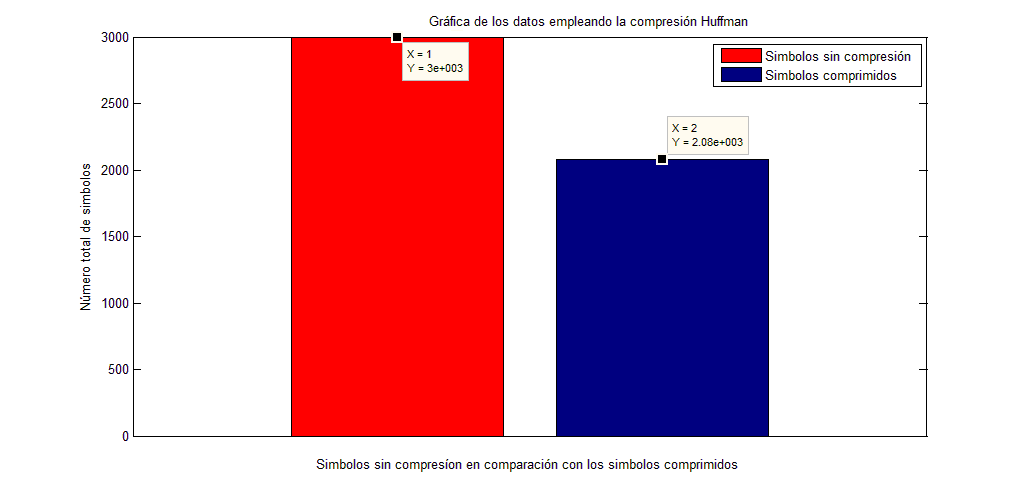 Gráfica de los datos empleando la compresión Huffman
3000
2500
2000
1500
1000
500
0
Número total de simbolos
X = 1
Y = 3e+003
X = 2
Y = 2.08e+003
Simbolos sin compresión
Simbolos comprimidos
Simbolos sin compresíon en comparación con los simbolos comprimidos